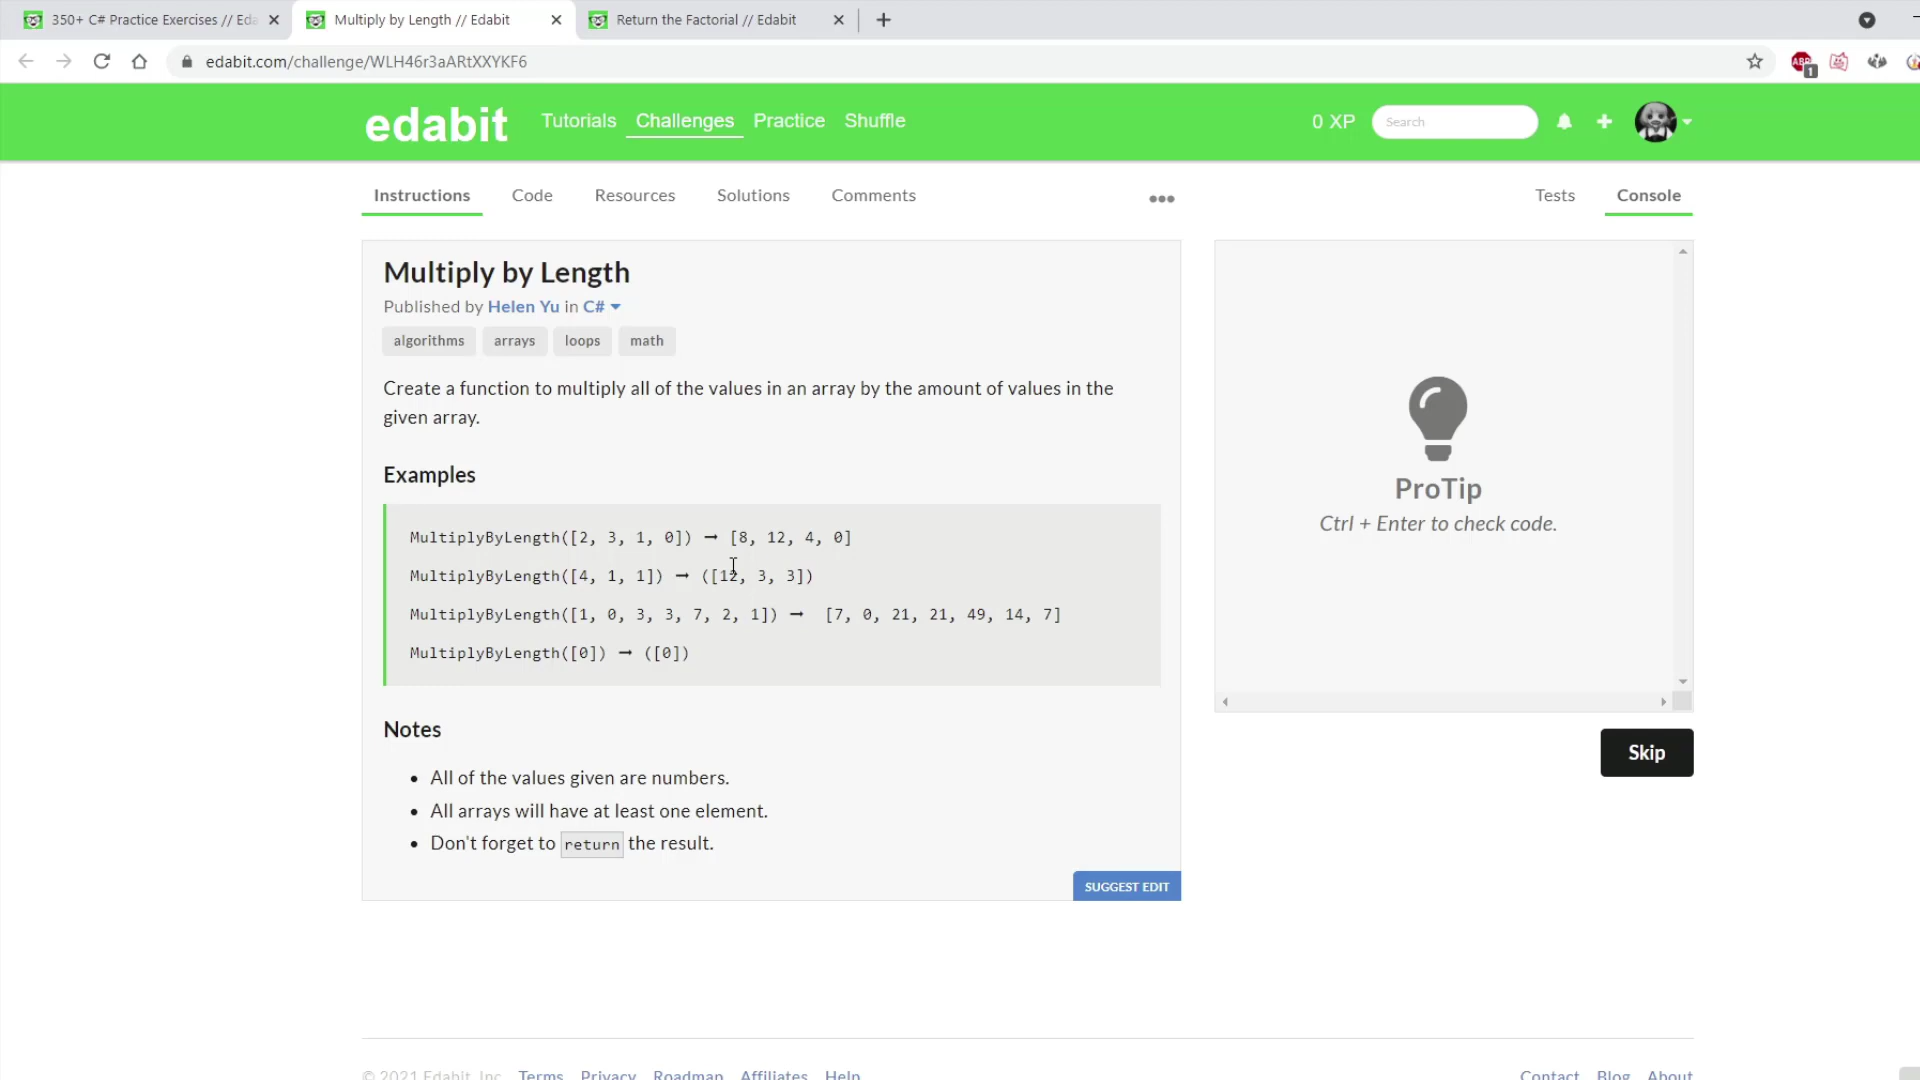 350+ C# Practice Exercises // Eda
Multiply by Length // Edabit
Return the Factorial // Edabit
edabit.com/challenge/WLH46r3aARtXXYKF6
ABP
1
edabit
Tutorials
Challenges
Practice
Shuffle
0 XP
Search
Instructions
Code
Resources
Solutions
Comments
Tests
Console
Multiply by Length
Published by Helen Yu in C#
algorithms
arrays
loops
math
Create a function to multiply all of the values in an array by the amount of values in the
given array.
Examples
MultiplyByLength([2, 3, 1, 0]) ➞ [8, 12, 4, 0]
MultiplyByLength([4, 1, 1]) ➞ ([12, 3, 3])
MultiplyByLength([1, 0, 3, 3, 7, 2, 1]) ➞  [7, 0, 21, 21, 49, 14, 7]
MultiplyByLength([0]) ➞ ([0])
Notes
• All of the values given are numbers.
• All arrays will have at least one element.
• Don't forget to return the result.
SUGGEST EDIT
ProTip
Ctrl + Enter to check code.
Skip
© 2021 Edabit, Inc
Terms
Privacy
Roadmap
Affiliates
Help
Contact
Blog
About